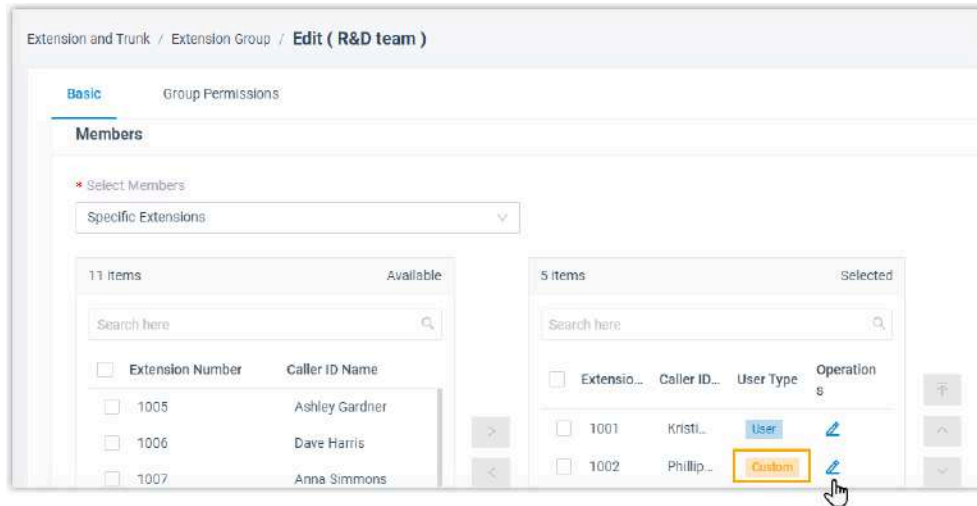 Extension and Trunk / Extension Group / Edit ( R&D team )
Basic Group Permissions
Members
* Select Members
Specific Extensions
11 items Available
Search here
Extension Number Caller ID Name
1005 Ashley Gardner
1006 Dave Harris
1007 Anna Simmons
>
<
5 items Selected
Search here
Extensio... Caller ID... User Type Operation
s
1001 Kristi... User
1002 Phillip... Custom